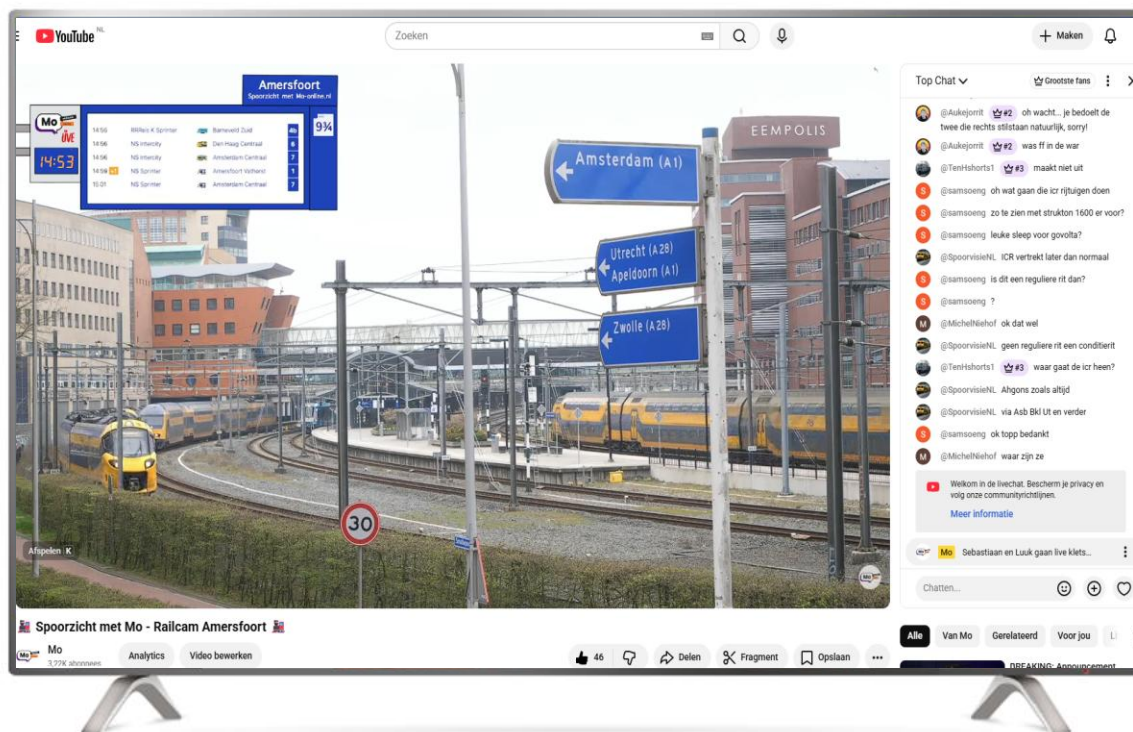 YouTube NL
Zoeken
Maken
Amersfoort
Spoorzicht met Mo-online.nl
Mo
LIVE
14:53
14:55 RRReis K Sprinter Barneveld Zuid
14:56 NS Intercity Den Haag Centraal 6
14:56 NS Intercity Amsterdam Centraal 7
14:59 NS Sprinter Amersfoort Vathorst 1
15:01 NS Sprinter Amsterdam Centraal 7
9¾
EEMPOLIS
Amsterdam (A1)
Utrecht (A28)
Apeldoorn (A1)
Zwolle (A28)
30
Afspelen K
Spoorzicht met Mo - Railcam Amersfoort
Mo
3,22K abonnees
Analytics
Video bewerken
46
Delen
Fragment
Opslaan
Top Chat
Grootste fans
@Aukejorrit #2 oh wacht... je bedoelt de
twee die rechts stilstaan natuurlijk, sorry!
@Aukejorrit #2 was ff in de war
@TenHshorts1 #3 maakt niet uit
@samsoeng oh wat gaan die icr rijtuigen doen
@samsoeng zo te zien met strukton 1600 er voor?
@samsoeng leuke sleep voor govolta?
@SpoorvisieNL ICR vertrekt later dan normaal
@samsoeng is dit een reguliere rit dan?
@samsoeng ?
@MichelNiehof ok dat wel
@SpoorvisieNL geen reguliere rit een conditierit
@TenHshorts1 #3 waar gaat de icr heen?
@SpoorvisieNL Ahgons zoals altijd
@SpoorvisieNL via Asb Bkl Ut en verder
@samsoeng ok topp bedankt
@MichelNiehof waar zijn ze
Welkom in de livechat. Bescherm je privacy en
volg onze communityrichtlijnen.
Meer informatie
Mo Sebastiaan en Luuk gaan live klets...
Chatten...
Alle
Van Mo
Gerelateerd
Voor jou
BREAKING: Announcement